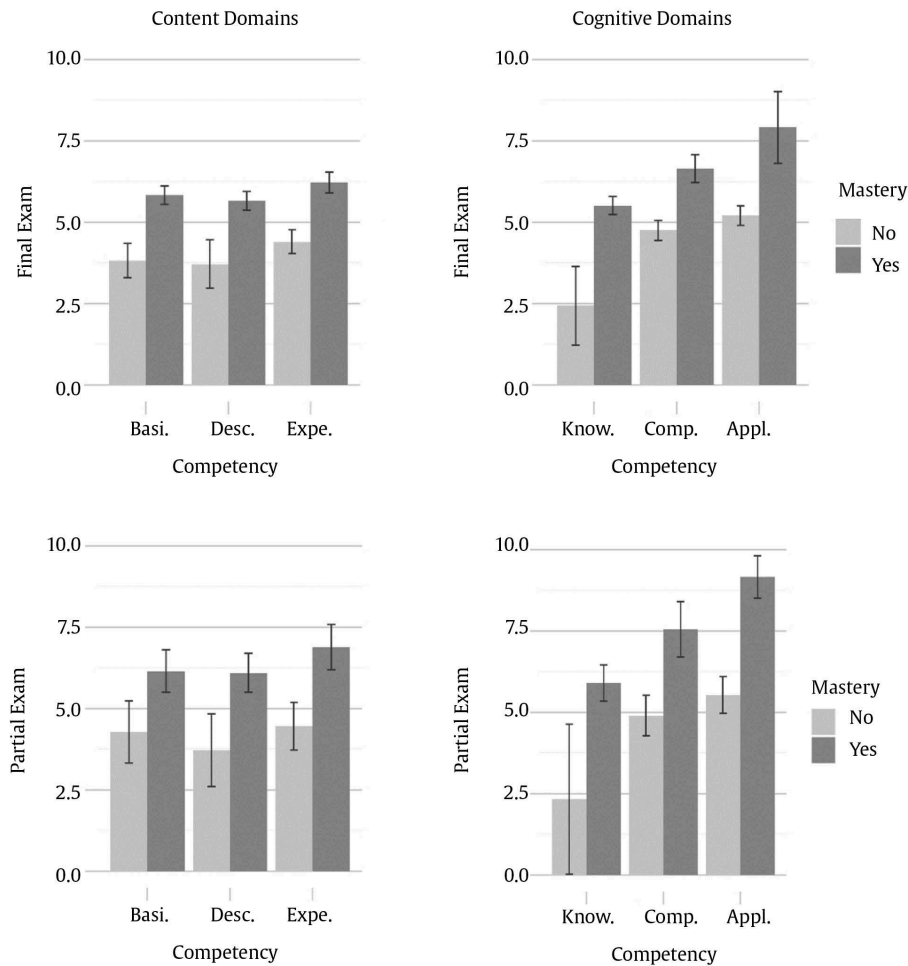 Content Domains
Cognitive Domains
10.0
7.5
5.0
2.5
0.0
Final Exam
Basi. Desc. Expe.
Competency
10.0
7.5
5.0
2.5
0.0
Final Exam
Know. Comp. Appl.
Competency
Mastery
No
Yes
10.0
7.5
5.0
2.5
0.0
Partial Exam
Basi. Desc. Expe.
Competency
10.0
7.5
5.0
2.5
0.0
Partial Exam
Know. Comp. Appl.
Competency
Mastery
No
Yes